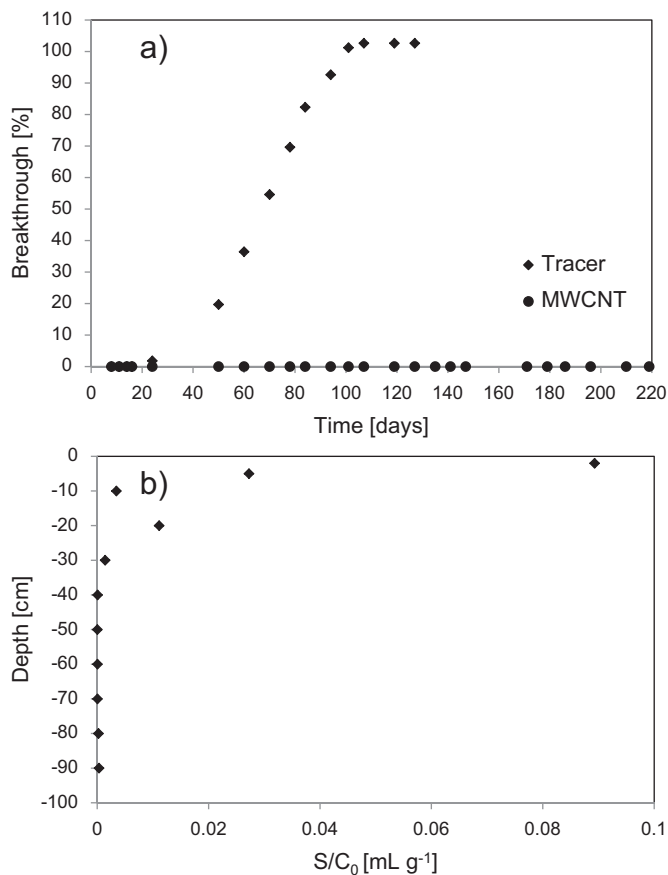 a)
Breakthrough [%]
110
100
90
80
70
60
50
40
30
20
10
0
Tracer
MWCNT
0 20 40 60 80 100 120 140 160 180 200 220
Time [days]
b)
Depth [cm]
0
-10
-20
-30
-40
-50
-60
-70
-80
-90
-100
0 0.02 0.04 0.06 0.08 0.1
S/C₀ [mL g⁻¹]